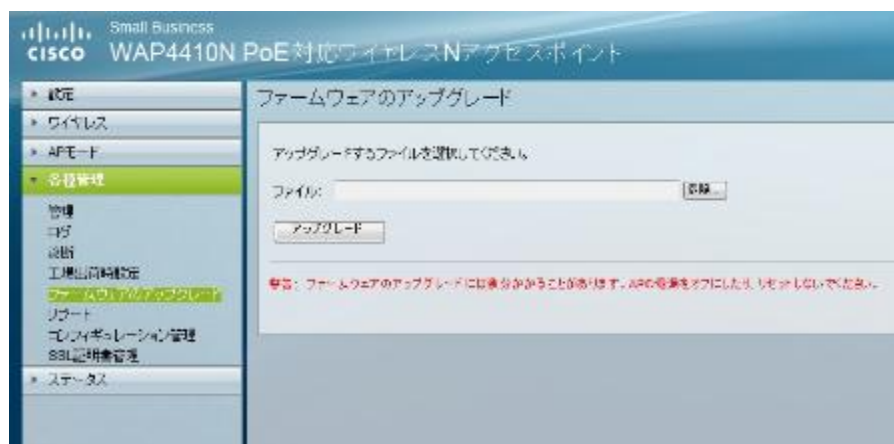 Small Business
CISCO WAP4410N PoE対応ワイヤレスNアクセスポイント
設定
ワイヤレス
APモード
各種管理
管理
ログ
診断
工場出荷時設定
ファームウェアのアップグレード
リブート
コンフィギュレーション管理
SSL証明書管理
ステータス
ファームウェアのアップグレード
アップグレードするファイルを選択してください。
ファイル:
アップグレード
警告: ファームウェアのアップグレードには数分かかることがあります。APの電源をオフにしたり、リセットしないでください。